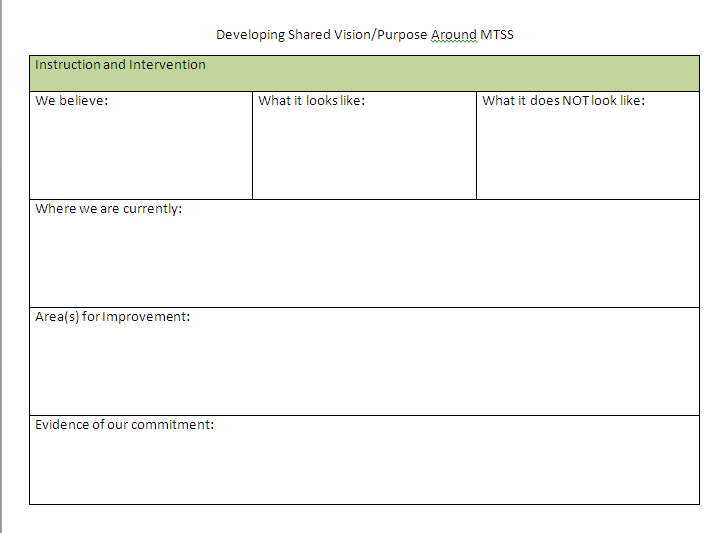 Developing Shared Vision/Purpose Around MTSS
Instruction and Intervention
We believe:
What it looks like:
What it does NOT look like:
Where we are currently:
Area(s) for Improvement:
Evidence of our commitment: